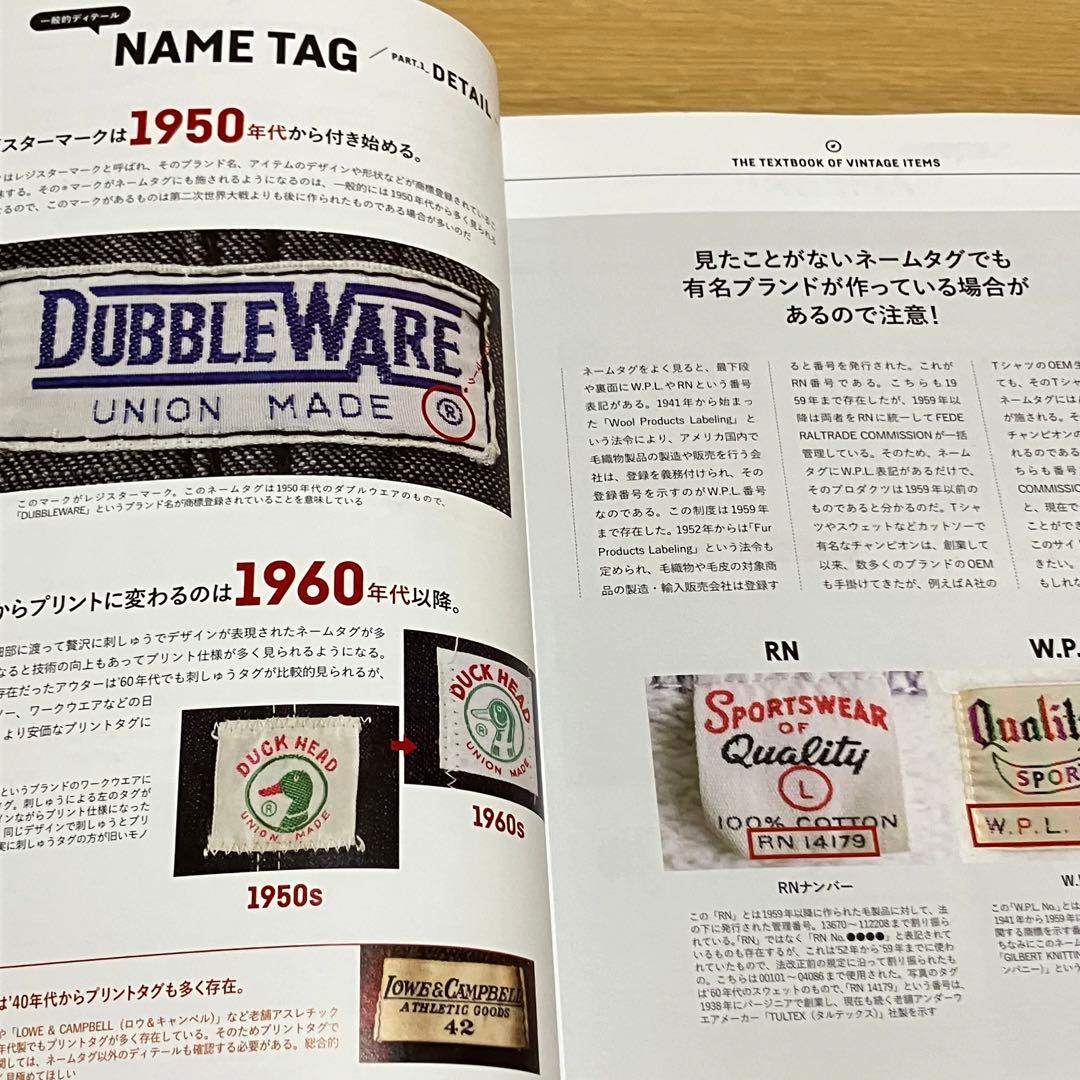 一般的ディテール
NAME TAG / PART.1_ DETAIL
スターマークは1950年代から付き始める。
はレジスターマークと呼ばれ、そのブランド名、アイテムのデザインや形状などが商標登録されているこ
味する。その®マークがネームタグにも施されるようになるのは、一般的には1950年代から多く見られる
るので、このマークがあるものは第二次世界大戦よりも後に作られたものである場合が多いのだ
DUBBLEWARE
UNION MADE ®
このマークがレジスターマーク。このネームタグは1950年代のダブルウエアのもので、
「DUBBLEWARE」というブランド名が商標登録されていることを意味している
からプリントに変わるのは1960年代以降。
細部に渡って贅沢に刺しゅうでデザインが表現されたネームタグが多
なると技術の向上もあってプリント仕様が多く見られるようになる。
存在だったアウターは'60年代でも刺しゅうタグが比較的見られるが、
ソー、ワークウエアなどの日
より安価なプリントタグに
というブランドのワークウエアに
タグ。刺しゅうによる左のタグが
インながらプリント仕様になった
同じデザインで刺しゅうとプリ
実に刺しゅうタグの方が旧いモノ
DUCK HEAD
®
UNION MADE
1950s
DUCK HEAD
®
UNION MADE
1960s
は'40年代からプリントタグも多く存在。
や「LOWE & CAMPBELL（ロウ&キャンベル）」など老舗アスレチック
年代製でもプリントタグが多く存在している。そのためプリントタグで
関しては、ネームタグ以外のディテールも確認する必要がある。総合的
見極めてほしい
LOWE & CAMPBELL
ATHLETIC GOODS
42
THE TEXTBOOK OF VINTAGE ITEMS
見たことがないネームタグでも
有名ブランドが作っている場合が
あるので注意！
ネームタグをよく見ると、最下段
や裏面にW.P.L.やRNという番号
表記がある。1941年から始まっ
た「Wool Products Labeling」と
いう法令により、アメリカ国内で
毛織物製品の製造や販売を行う会
社は、登録を義務付けられ、その
登録番号を示すのがW.P.L.番号
なのである。この制度は1959年
まで存在した。1952年からは「Fur
Products Labeling」という法令も
定められ、毛織物や毛皮の対象商
品の製造・輸入販売会社は登録す
ると番号を発行された。これが
RN番号である。こちらも19
59年まで存在したが、1959年以
降は両者をRNに統一してFEDE
RALTRADE COMMISSIONが一括
管理している。そのため、ネーム
タグにW.P.L.表記があるだけで、
そのプロダクツは1959年以前の
ものであると分かるのだ。Tシャ
ツやスウェットなどカットソーで
有名なチャンピオンは、創業して
以来、数多くのブランドのOEM
も手掛けてきたが、例えばA社の
TシャツのOEM生
ても、そのTシャ
ネームタグには
が施される。そ
チャンピオンの
れるのである
ちらも番号
COMMISSION
と、現在で
ことができ
このサイ
きたい。
もしれな
RN
SPORTSWEAR
OF
Quality
L
100% COTTON
RN 14179
RNナンバー
この「RN」とは1959年以降に作られた毛製品に対して、法
の下に発行された管理番号。13670〜112208まで割り振ら
れている。「RN」ではなく「RN No.●●●●」と表記されて
いるものも存在するが、これは'52年から'59年までに使わ
れていたもので、法改正前の規定に沿って割り振られたも
の。こちらは00101〜04086まで使用された。写真のタグ
は'60年代のスウェットのもので、「RN 14179」という番号は、
1938年にバージニアで創業し、現在も続く老舗アンダーウ
エアメーカー「TULTEX（タルテックス）」社製を示す
W.P.
Qualit
SPOR
W.P.L.
W.
この「W.P.L. No.」とは
1941年から1959年に
関する商標を示す番
ちなみにこのネーム
「GILBERT KNITTIN
ンパニー）」という